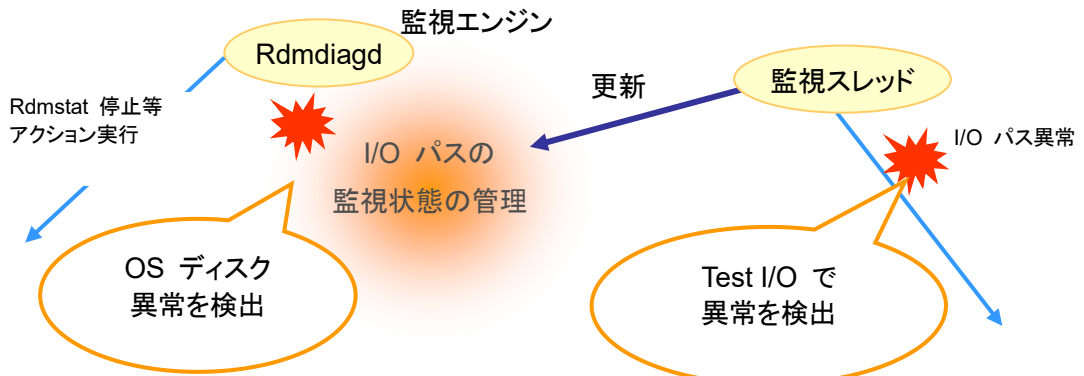 監視エンジン
Rdmdiagd
監視スレッド
更新
Rdmstat 停止等
アクション実行
I/O パス異常
I/O パスの
監視状態の管理
OS ディスク
異常を検出
Test I/O で
異常を検出